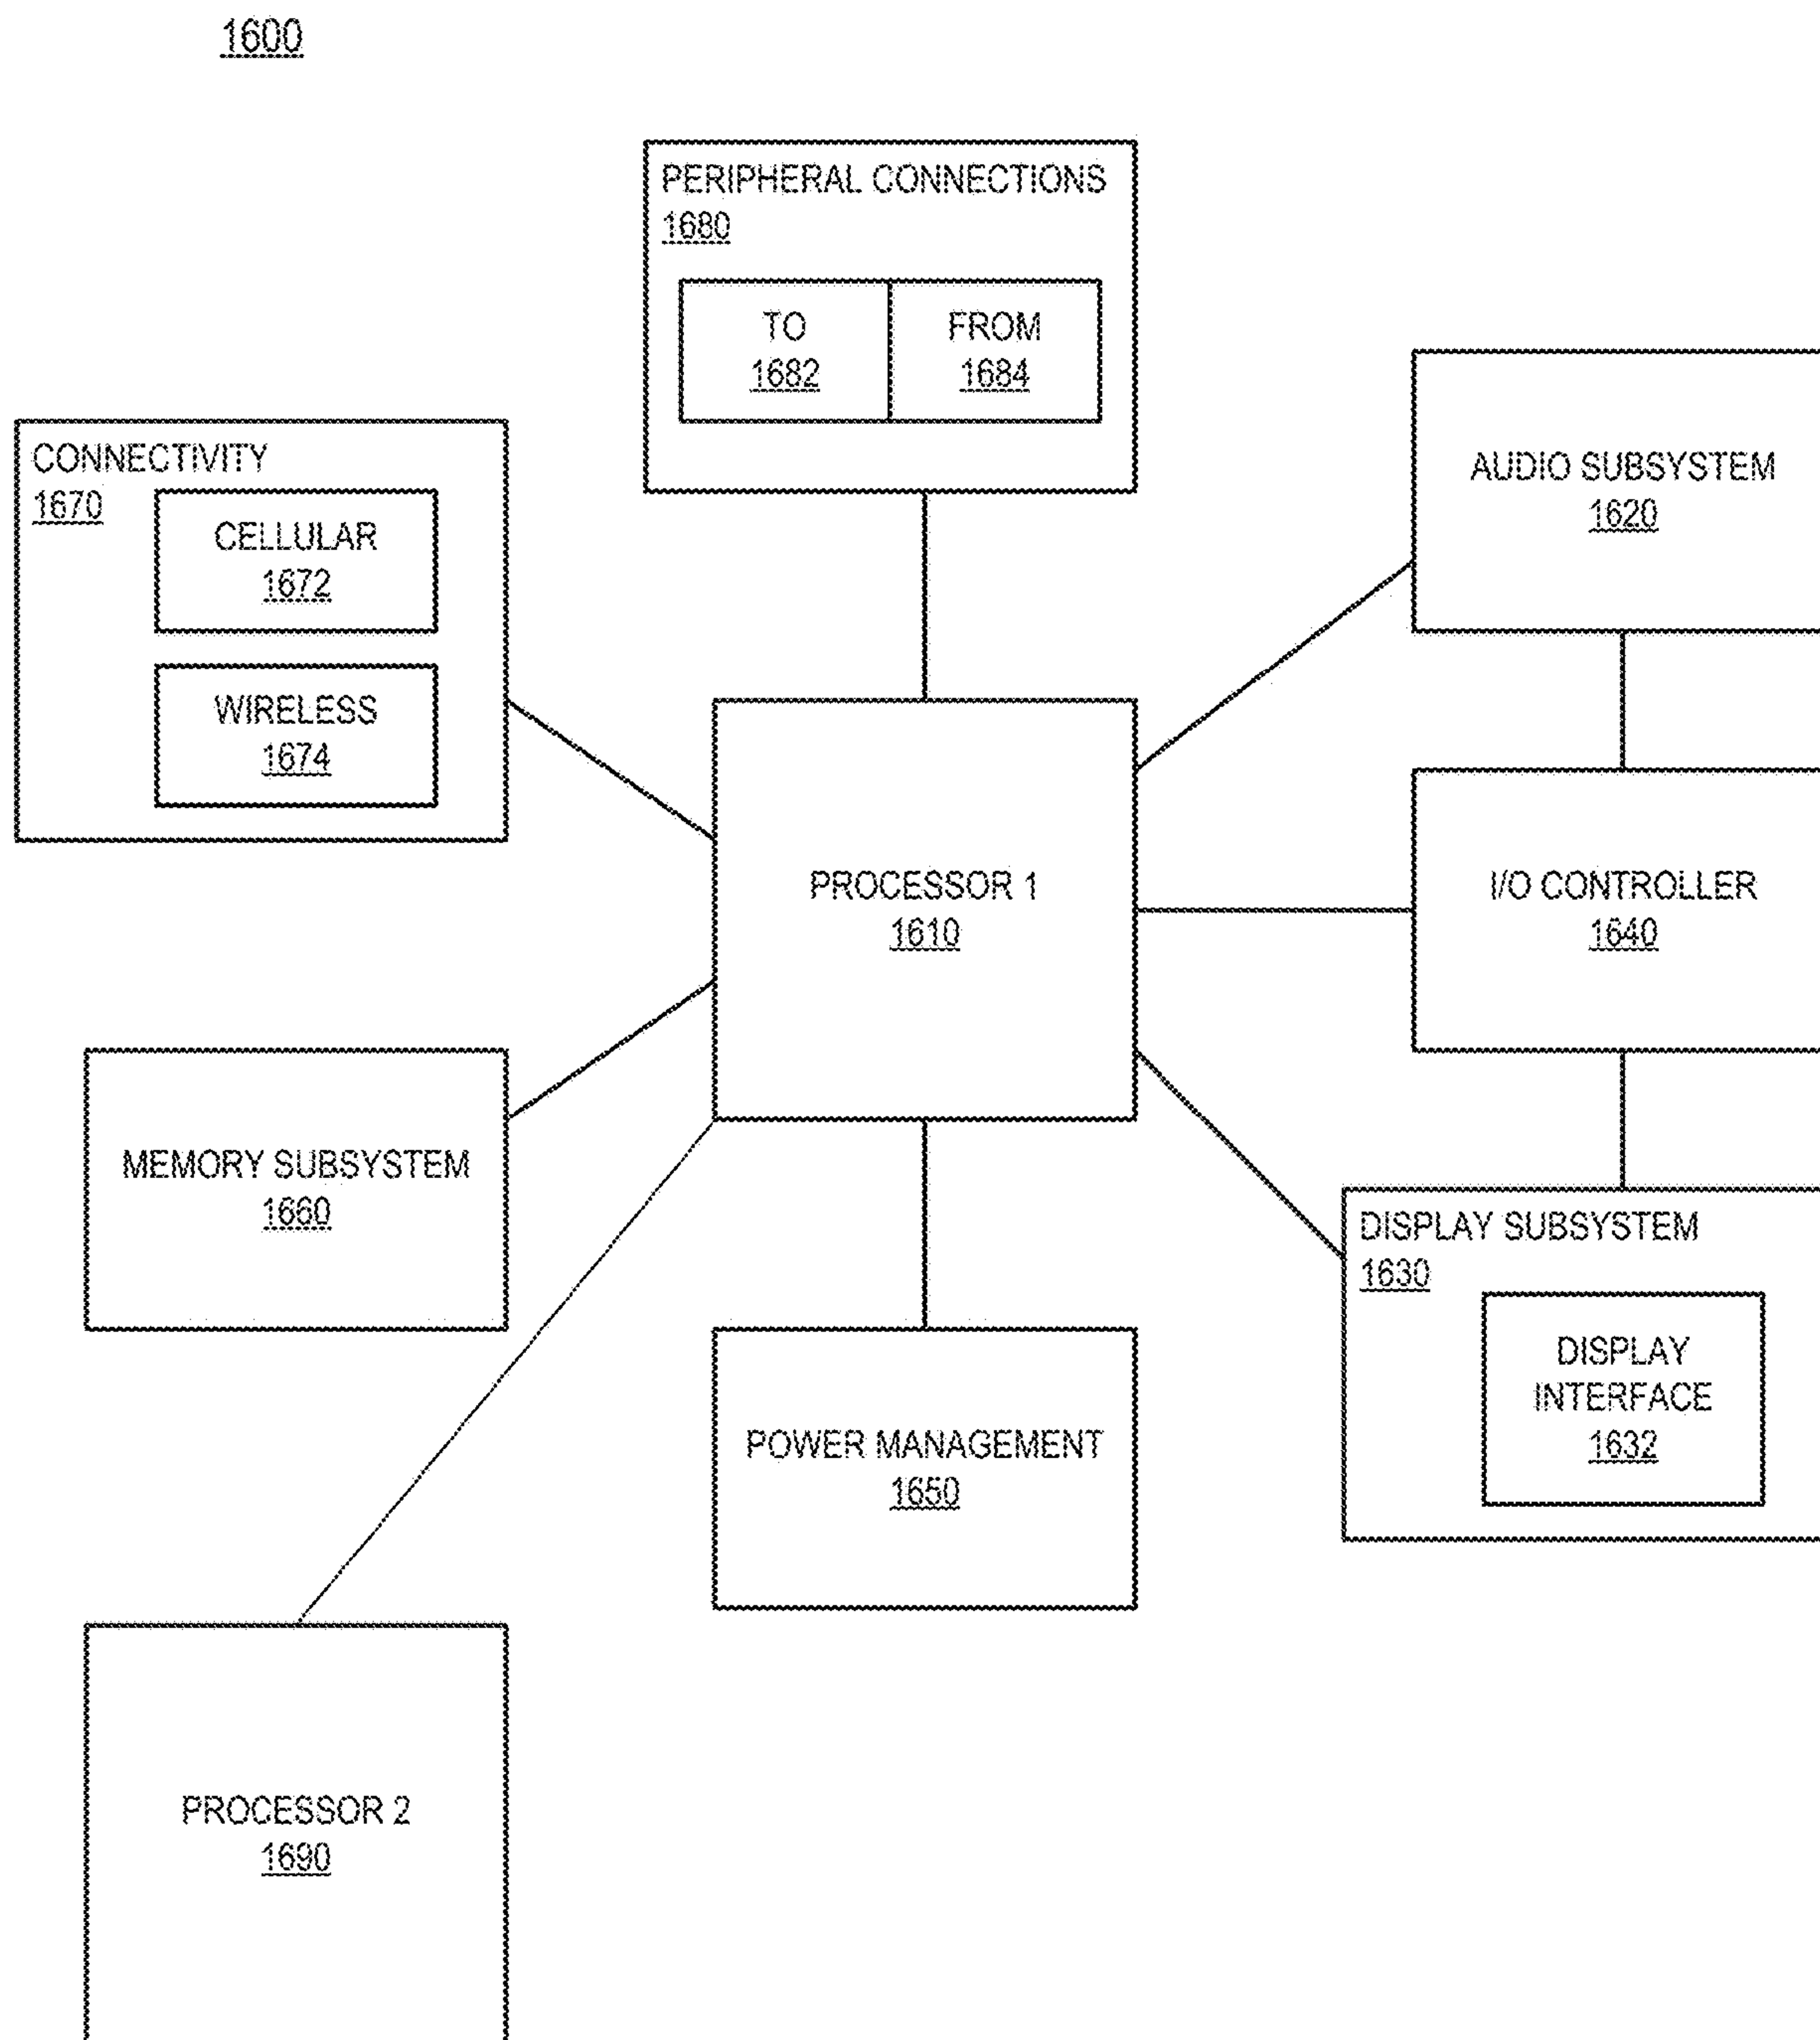 1600
PERIPHERAL CONNECTIONS
1680
TO
1682
FROM
1684
CONNECTIVITY
1670
CELLULAR
1672
WIRELESS
1674
AUDIO SUBSYSTEM
1620
PROCESSOR 1
1610
I/O CONTROLLER
1640
MEMORY SUBSYSTEM
1660
DISPLAY SUBSYSTEM
1630
DISPLAY
INTERFACE
1632
POWER MANAGEMENT
1650
PROCESSOR 2
1690